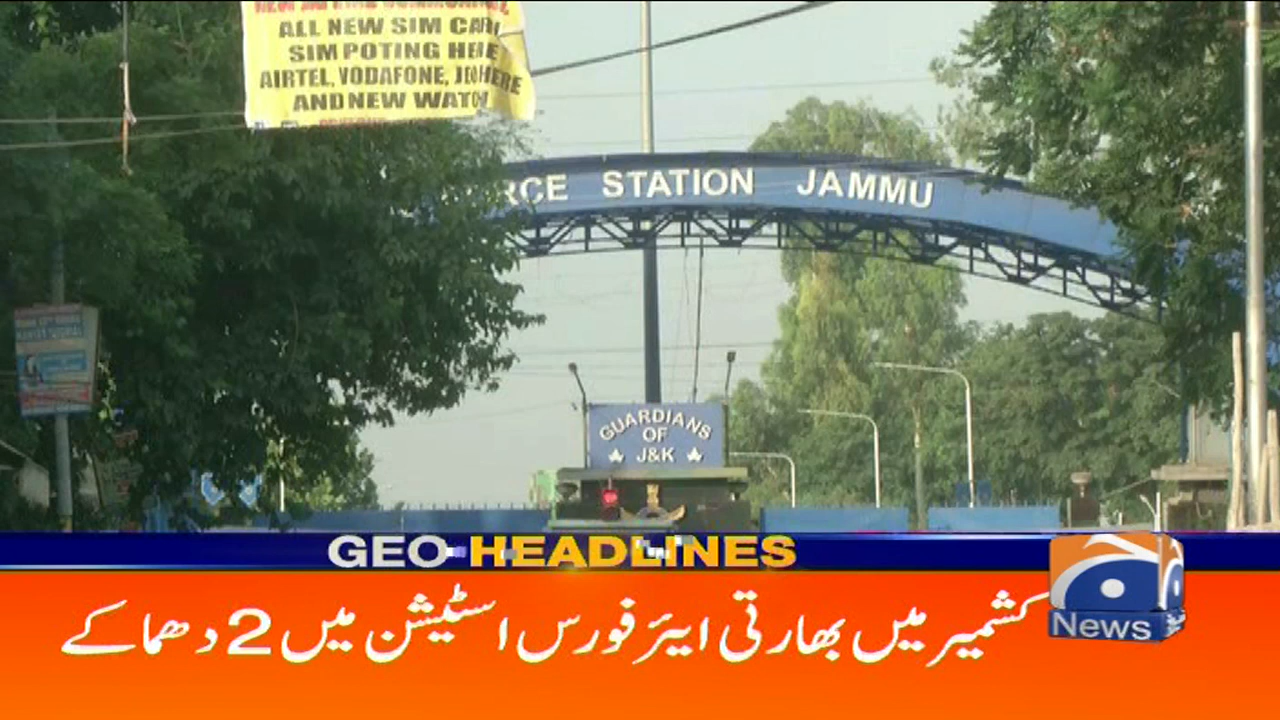 ALL NEW SIM CARD
SIM POTING HERE
AIRTEL, VODAFONE, JIO HERE
AND NEW WATCH
STATION JAMMU
GUARDIANS
OF
J&K
GEO HEADLINES
کشمیر میں بھارتی ایئر فورس اسٹیشن میں 2 دھماکے
News